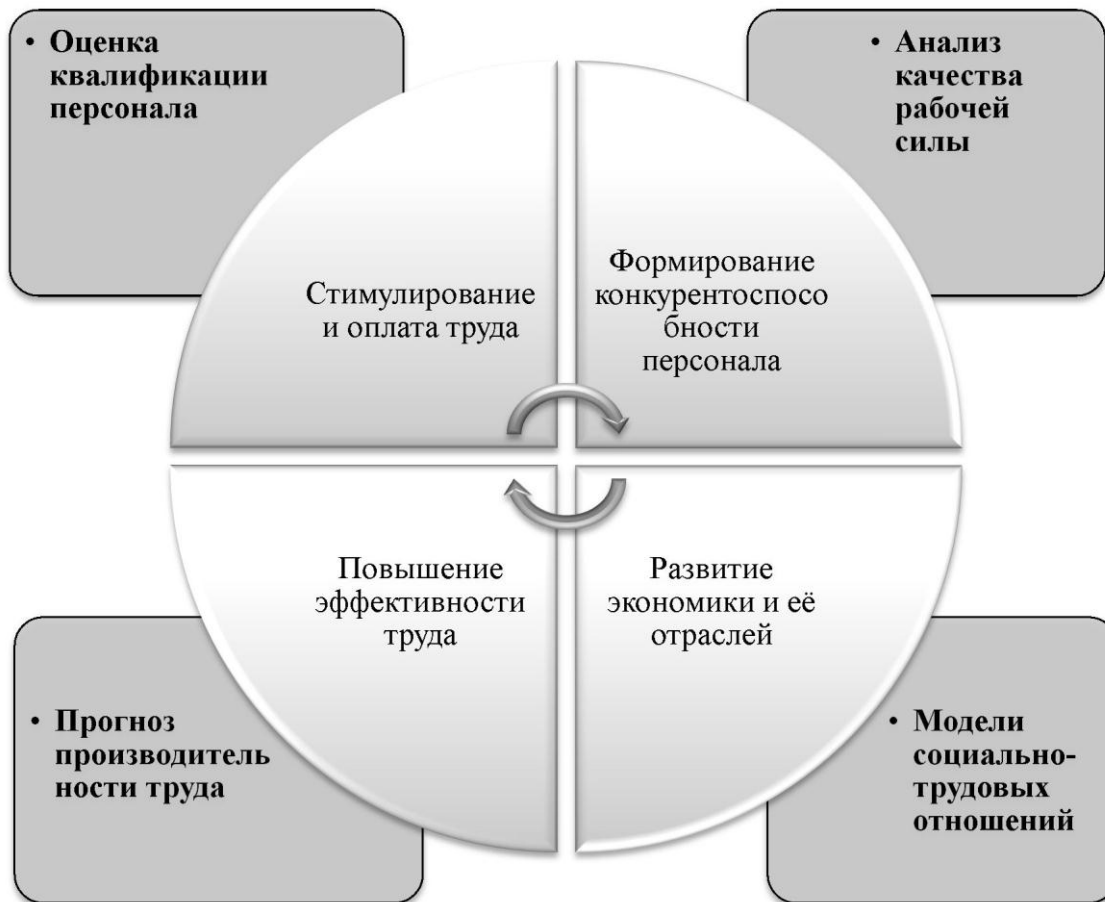 • Оценка
квалификации
персонала
• Анализ
качества
рабочей
силы
Стимулирование
и оплата труда
Формирование
конкурентоспосо
бности
персонала
Повышение
эффективности
труда
Развитие
экономики и её
отраслей
• Прогноз
производитель
ности труда
• Модели
социально-
трудовых
отношений